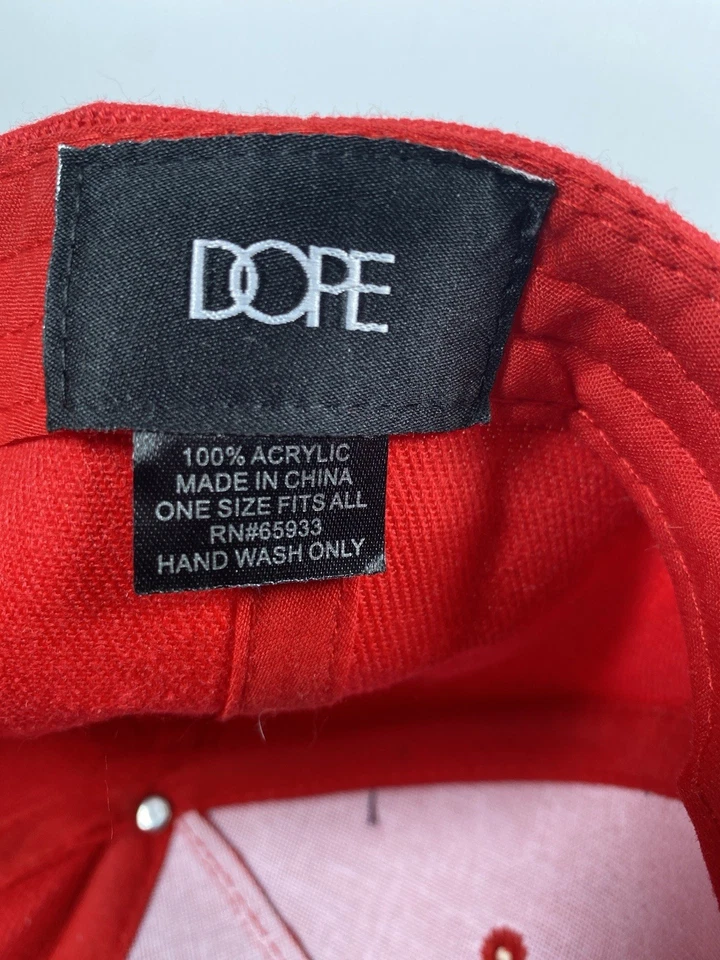 DOPE
100% ACRYLIC
MADE IN CHINA
ONE SIZE FITS ALL
RN#65933
HAND WASH ONLY